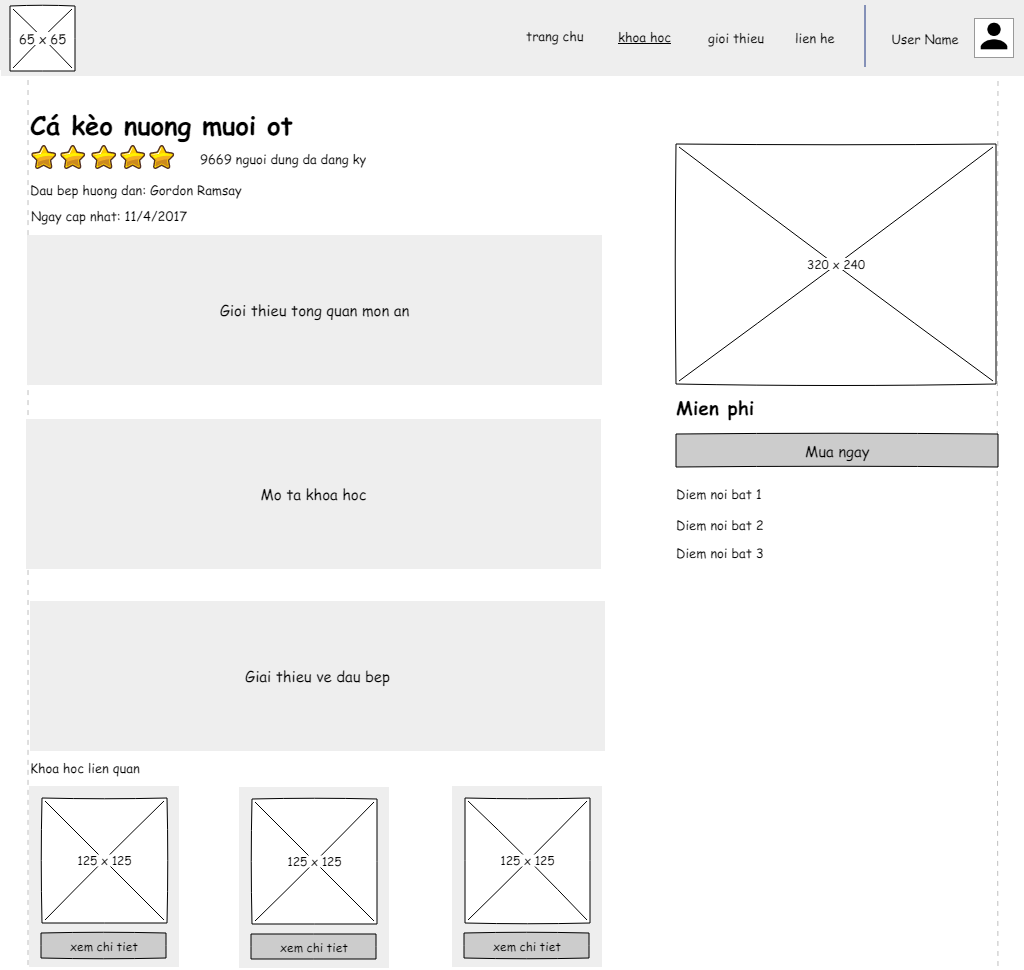 65 x 65
trang chu
khoa hoc
gioi thieu
lien he
User Name
Cá kèo nuong muoi ot
9669 nguoi dung da dang ky
Dau bep huong dan: Gordon Ramsay
Ngay cap nhat: 11/4/2017
Gioi thieu tong quan mon an
Mo ta khoa hoc
Giai thieu ve dau bep
320 x 240
Mien phi
Mua ngay
Diem noi bat 1
Diem noi bat 2
Diem noi bat 3
Khoa hoc lien quan
125 x 125
125 x 125
125 x 125
xem chi tiet
xem chi tiet
xem chi tiet